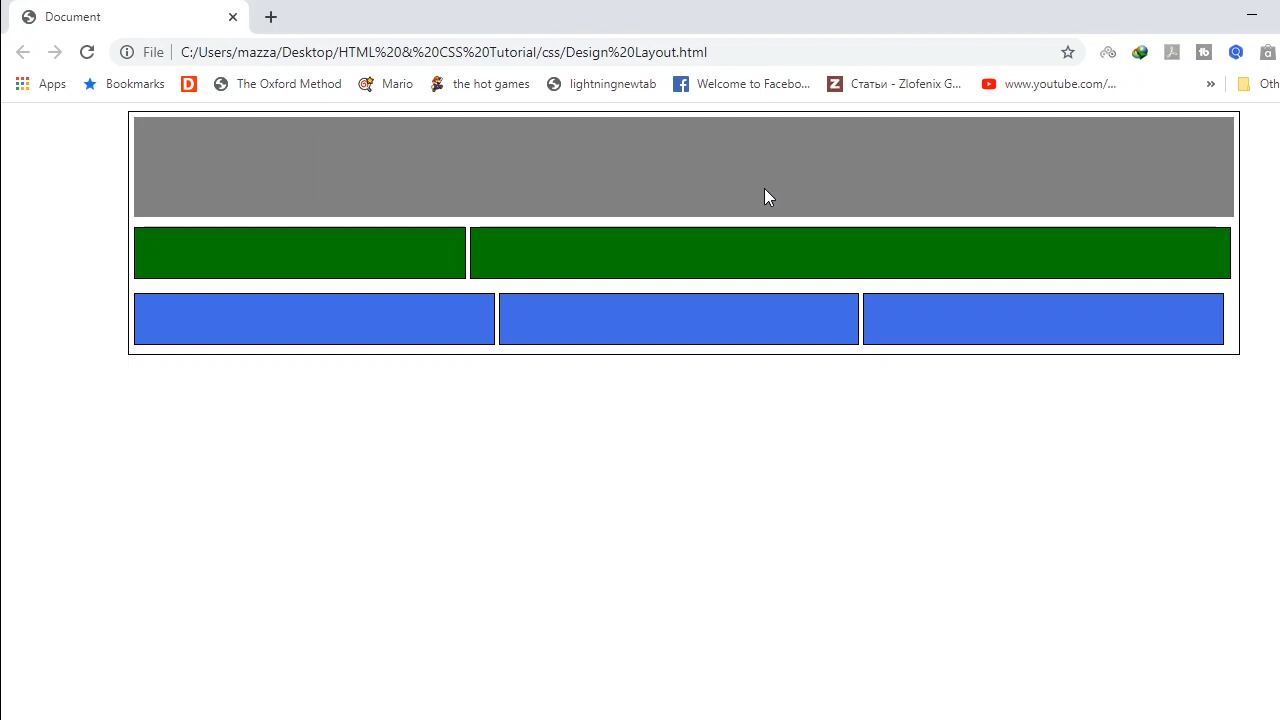 Document
File C:/Users/mazza/Desktop/HTML%20&%20CSS%20Tutorial/css/Design%20Layout.html
Apps Bookmarks D The Oxford Method Mario the hot games lightningnewtab Welcome to Facebo... Z Статьи - Zlofenix G... www.youtube.com/... » Oth